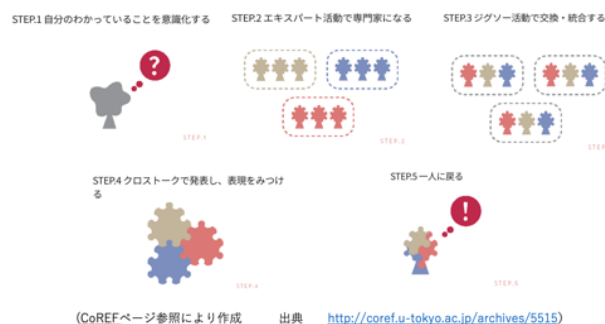 STEP.1 自分のわかっていることを意識化する
STEP.2 エキスパート活動で専門家になる
STEP.3 ジグソー活動で交換・統合する
?
STEP.1
STEP.2
STEP
STEP.4 クロストークで発表し、表現をみつけ
る
STEP.5 一人に戻る
!
STEP.4
STEP.5
(CoREFページ参照により作成 出典 http://coref.u-tokyo.ac.jp/archives/5515)